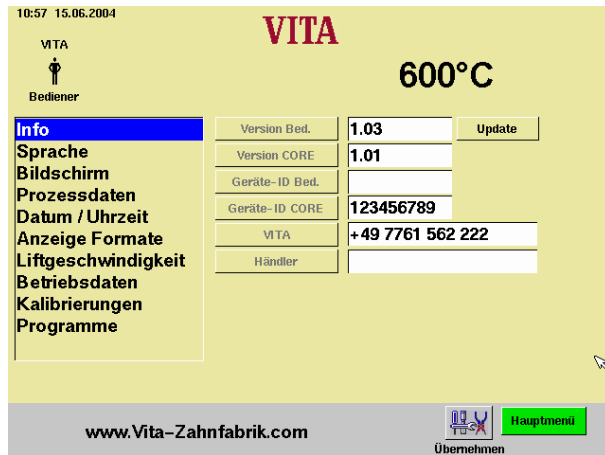 10:57 15.06.2004
VITA
VITA
600°C
Bediener
Info
Sprache
Bildschirm
Prozessdaten
Datum / Uhrzeit
Anzeige Formate
Liftgeschwindigkeit
Betriebsdaten
Kalibrierungen
Programme
Version Bed. 1.03 Update
Version CORE 1.01
Geräte-ID Bed.
Geräte-ID CORE 123456789
VITA +49 7761 562 222
Händler
www.Vita-Zahnfabrik.com
Übernehmen
Hauptmenü